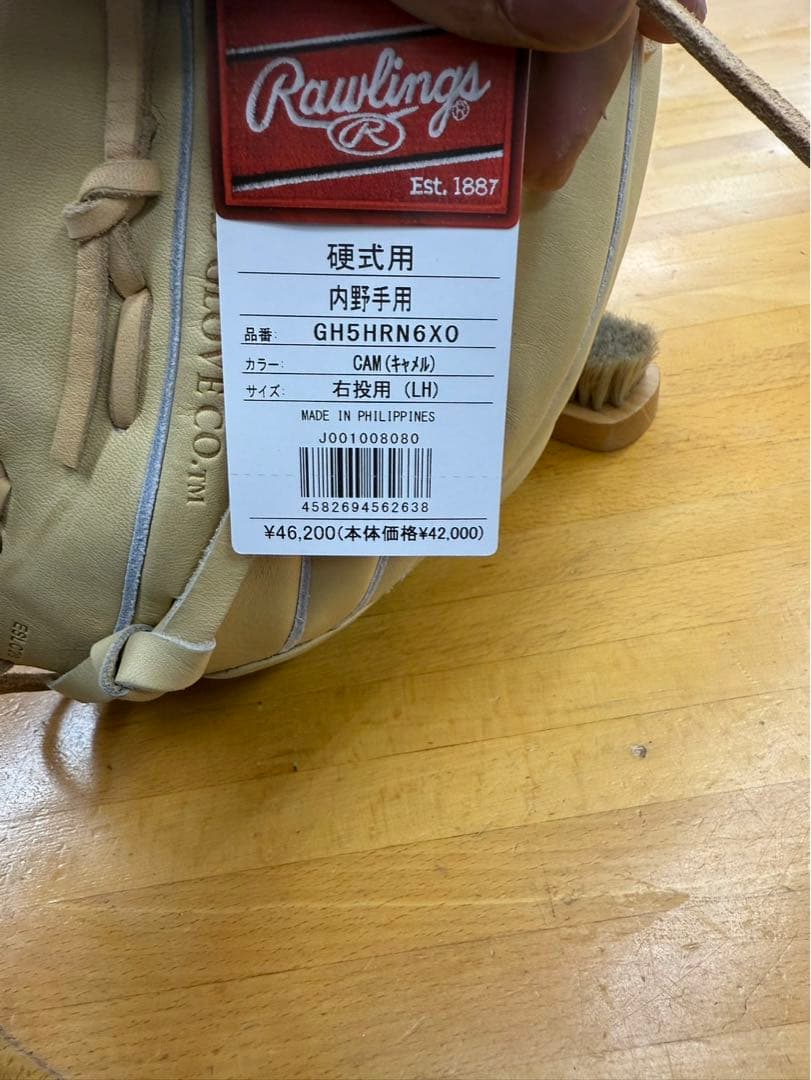 Rawlings®
R
Est. 1887
硬式用
内野手用
品番: GH5HRN6X0
カラー: CAM(キャメル)
サイズ: 右投用 (LH)
MADE IN PHILIPPINES
J001008080
4582694562638
¥46,200(本体価格¥42,000)
GLOVE CO.™